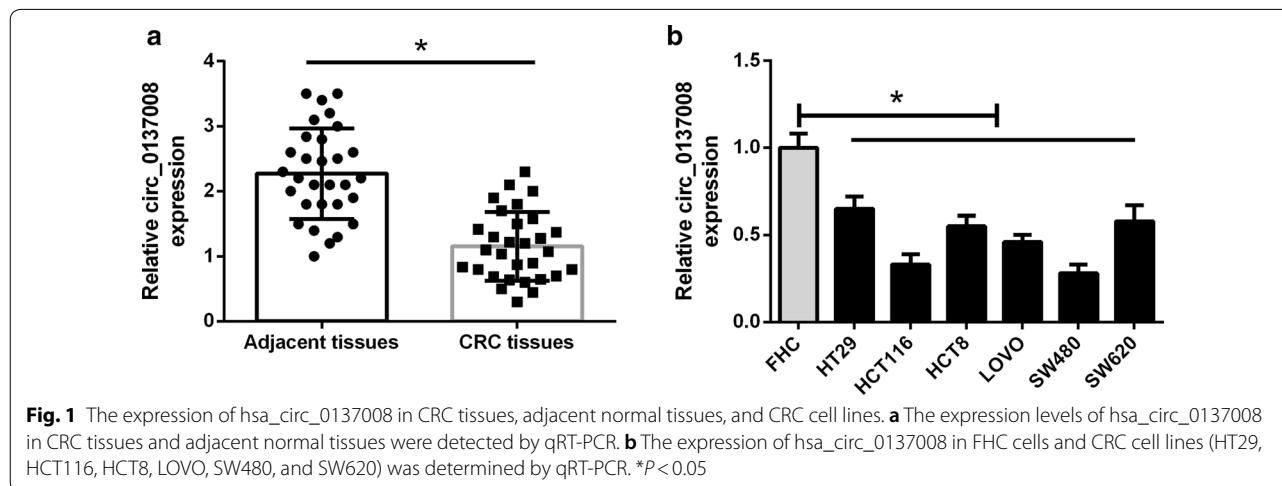 a
*
Relative circ_0137008
expression
4
3
2
1
0
Adjacent tissues
CRC tissues
b
*
Relative circ_0137008
expression
1.5
1.0
0.5
0.0
FHC
HT29
HCT116
HCT8
LOVO
SW480
SW620
Fig. 1 The expression of hsa_circ_0137008 in CRC tissues, adjacent normal tissues, and CRC cell lines. a The expression levels of hsa_circ_0137008
in CRC tissues and adjacent normal tissues were detected by qRT-PCR. b The expression of hsa_circ_0137008 in FHC cells and CRC cell lines (HT29,
HCT116, HCT8, LOVO, SW480, and SW620) was determined by qRT-PCR. *P < 0.05